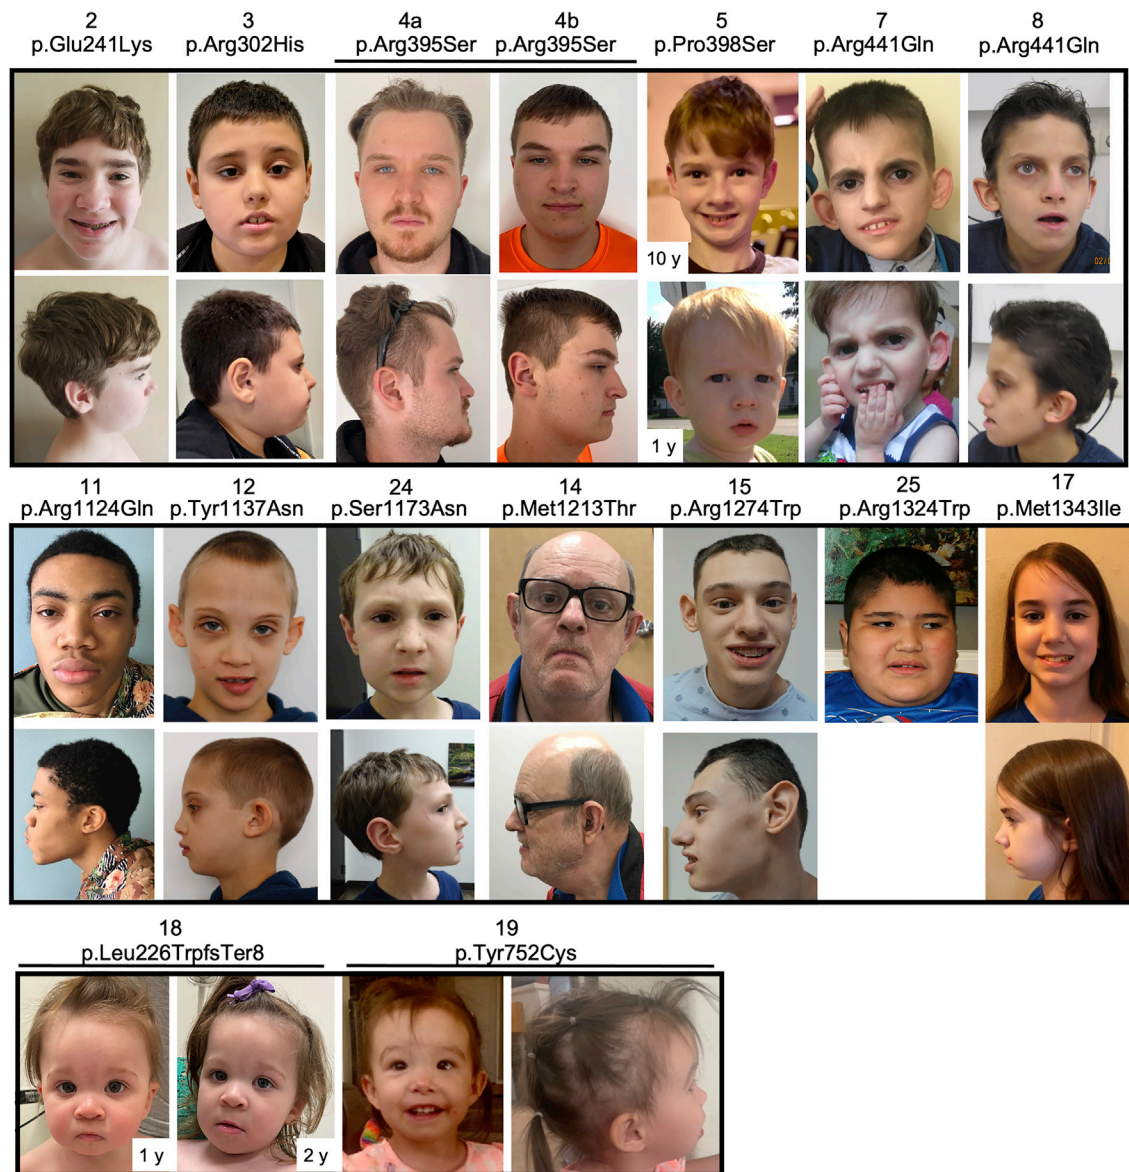 2 3 4a 4b 5 7 8
p.Glu241Lys p.Arg302His p.Arg395Ser p.Arg395Ser p.Pro398Ser p.Arg441Gln p.Arg441Gln
10 y
1 y
11 12 24 14 15 25 17
p.Arg1124Gln p.Tyr1137Asn p.Ser1173Asn p.Met1213Thr p.Arg1274Trp p.Arg1324Trp p.Met1343Ile
18 19
p.Leu226TrpfsTer8 p.Tyr752Cys
1 y 2 y